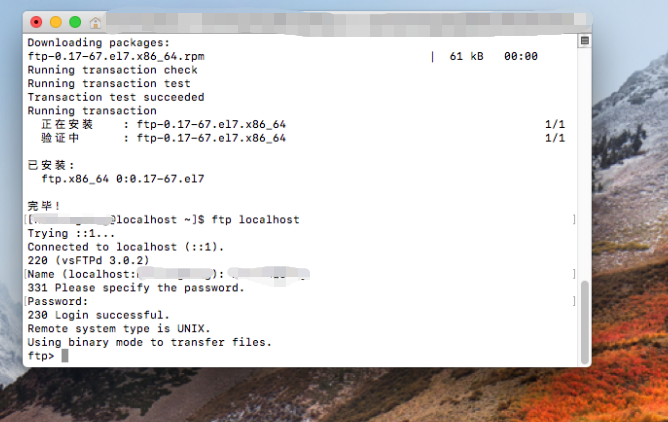 Downloading packages:
ftp-0.17-67.el7.x86_64.rpm | 61 kB 00:00
Running transaction check
Running transaction test
Transaction test succeeded
Running transaction
正在安装 : ftp-0.17-67.el7.x86_64 1/1
验证中 : ftp-0.17-67.el7.x86_64 1/1
已安装:
ftp.x86_64 0:0.17-67.el7
完毕!
[@localhost ~]$ ftp localhost
Trying ::1...
Connected to localhost (::1).
220 (vsFTPd 3.0.2)
Name (localhost:):
331 Please specify the password.
Password:
230 Login successful.
Remote system type is UNIX.
Using binary mode to transfer files.
ftp>